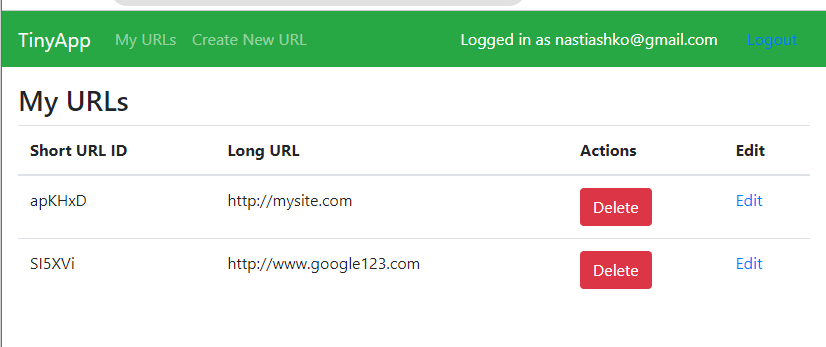 TinyApp My URLs Create New URL Logged in as nastiashko@gmail.com Logout
My URLs
Short URL ID Long URL Actions Edit
apKHxD http://mysite.com Delete Edit
SI5XVi http://www.google123.com Delete Edit